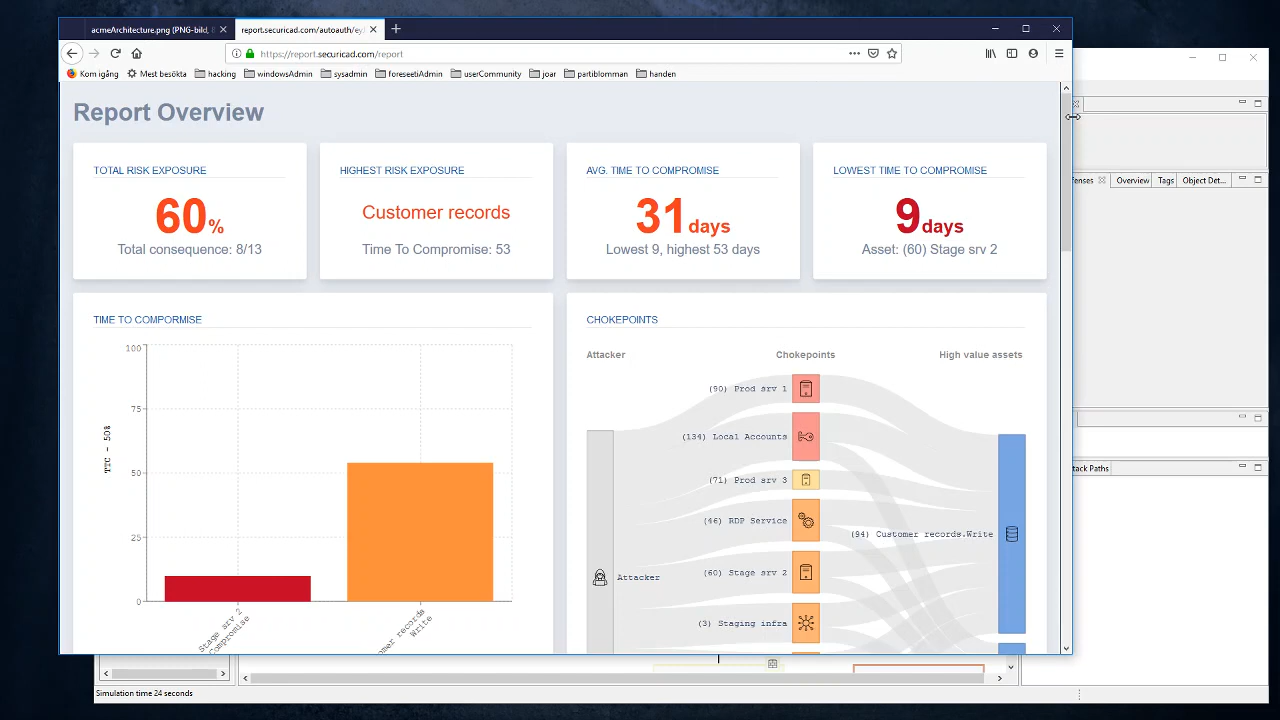 acmeArchitecture.png (PNG-bild, 
report.securicad.com/autoauth/ey
https://report.securicad.com/report
Kom igång Mest besökta hacking windowsAdmin sysadmin foreseetiAdmin userCommunity joar partiblomman handen
Report Overview
TOTAL RISK EXPOSURE
60%
Total consequence: 8/13
HIGHEST RISK EXPOSURE
Customer records
Time To Compromise: 53
AVG. TIME TO COMPROMISE
31 days
Lowest 9, highest 53 days
LOWEST TIME TO COMPROMISE
9 days
Asset: (60) Stage srv 2
TIME TO COMPORMISE
100
75
50
25
0
TTC - 50%
Stage srv 2
Compromise
omer records
Write
CHOKEPOINTS
Attacker Chokepoints High value assets
(90) Prod srv 1
(134) Local Accounts
(71) Prod srv 3
(46) RDP Service
(94) Customer records.Write
(60) Stage srv 2
Attacker
(3) Staging infra
enses Overview Tags Object Det...
tack Paths
Simulation time 24 seconds